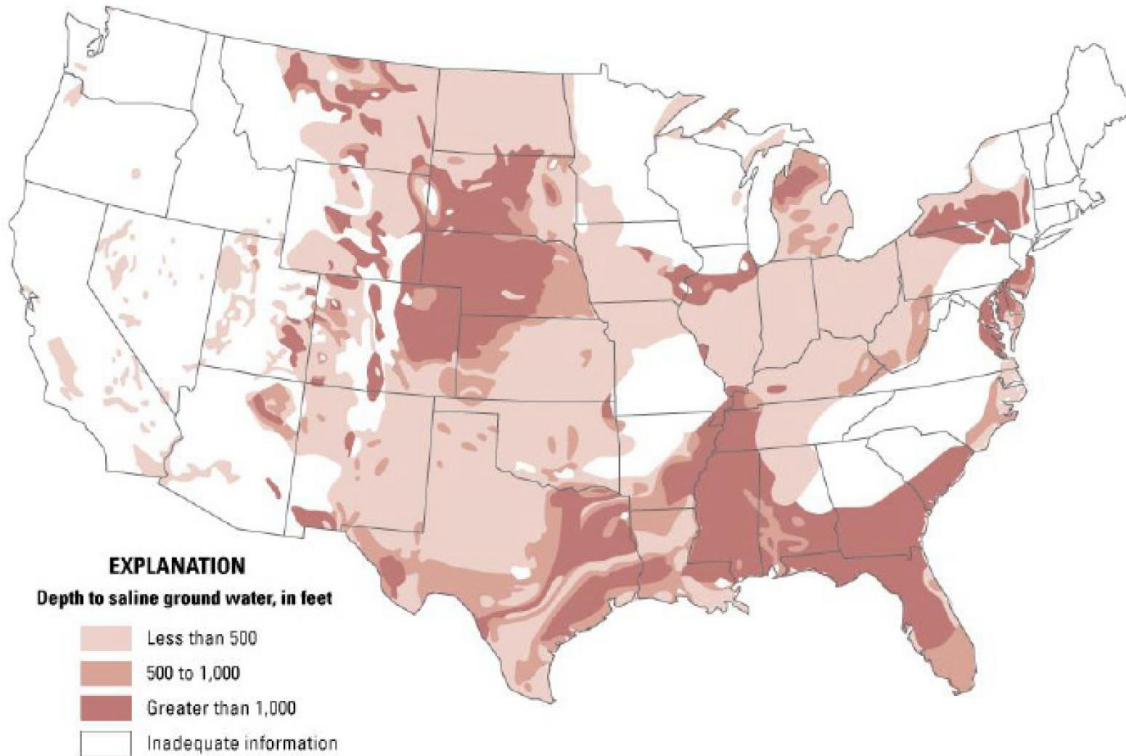 EXPLANATION
Depth to saline ground water, in feet
Less than 500
500 to 1,000
Greater than 1,000
Inadequate information